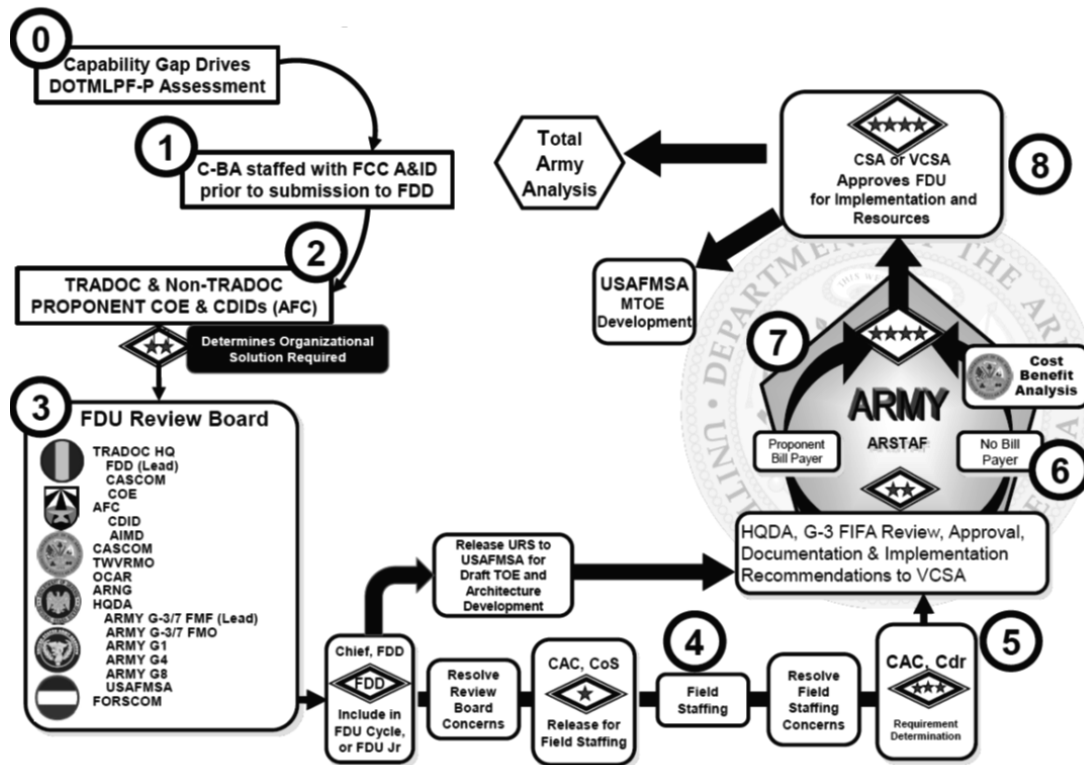 0
Capability Gap Drives
DOTMLPF-P Assessment
1
C-BA staffed with FCC A&ID
prior to submission to FDD
2
TRADOC & Non-TRADOC
PROPONENT COE & CDIDs (AFC)
Determines Organizational
Solution Required
3
FDU Review Board
TRADOC HQ
FDD (Lead)
CASCOM
COE
AFC
CDID
AIMD
CASCOM
TWVRMO
OCAR
ARNG
HQDA
ARMY G-3/7 FMF (Lead)
ARMY G-3/7 FMO
ARMY G1
ARMY G4
ARMY G8
USAFMSA
FORSCOM
Chief, FDD
FDD
Include in
FDU Cycle,
or FDU Jr
Release URS to
USAFMSA for
Draft TOE and
Architecture
Development
Resolve
Review
Board
Concerns
CAC, CoS
Release for
Field Staffing
4
Field
Staffing
Resolve
Field
Staffing
Concerns
5
CAC, Cdr
Requirement
Determination
HQDA, G-3 FIFA Review, Approval,
Documentation & Implementation
Recommendations to VCSA
6
Proponent
Bill Payer
No Bill
Payer
ARMY
ARSTAF
7
Cost
Benefit
Analysis
8
CSA or VCSA
Approves FDU
for Implementation and
Resources
Total
Army
Analysis
USAFMSA
MTOE
Development
DEPARTMENT OF THE ARM
UNIT